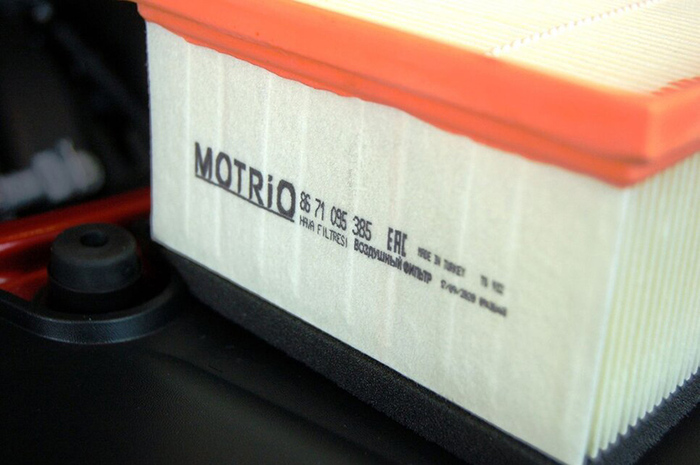 MOTRiO 86 71 095 385 EAC MADE IN TURKEY
HAVA FILTRESI ВОЗДУШНЫЙ ФИЛЬТР